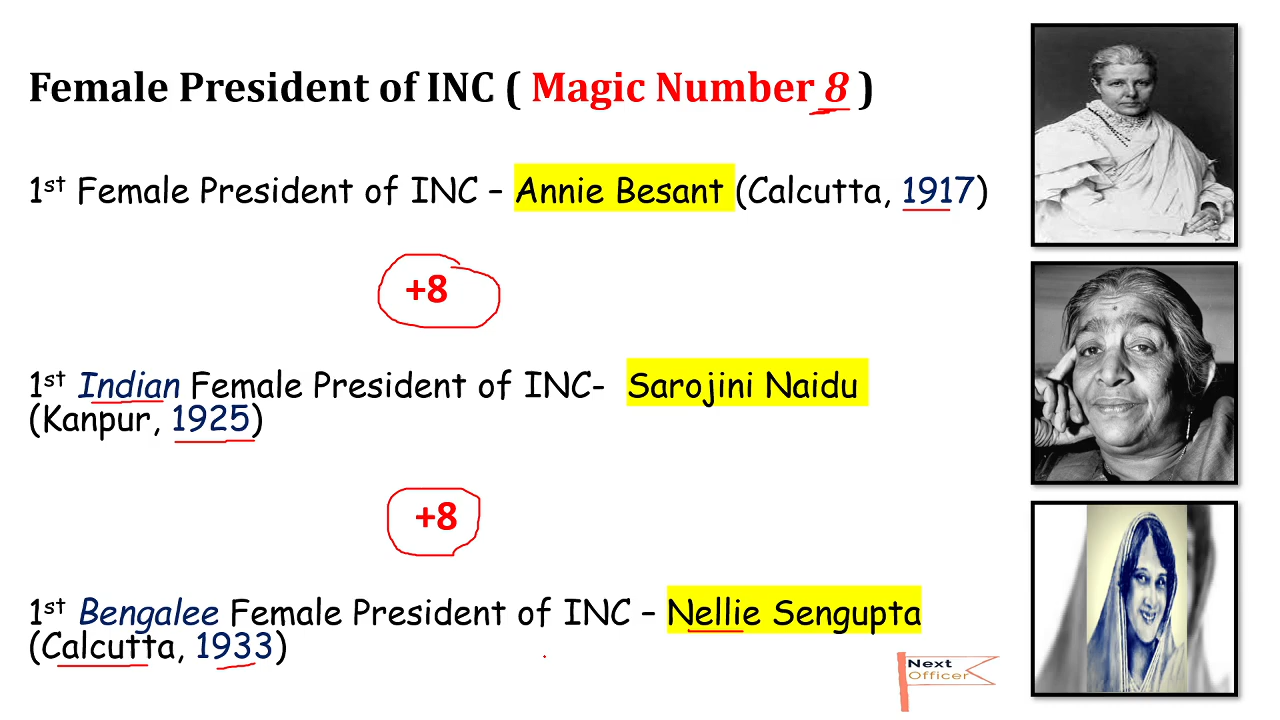 Female President of INC ( Magic Number 8 )
1st Female President of INC – Annie Besant (Calcutta, 1917)
+8
1st Indian Female President of INC- Sarojini Naidu
(Kanpur, 1925)
+8
1st Bengalee Female President of INC – Nellie Sengupta
(Calcutta, 1933)
Next
Officer